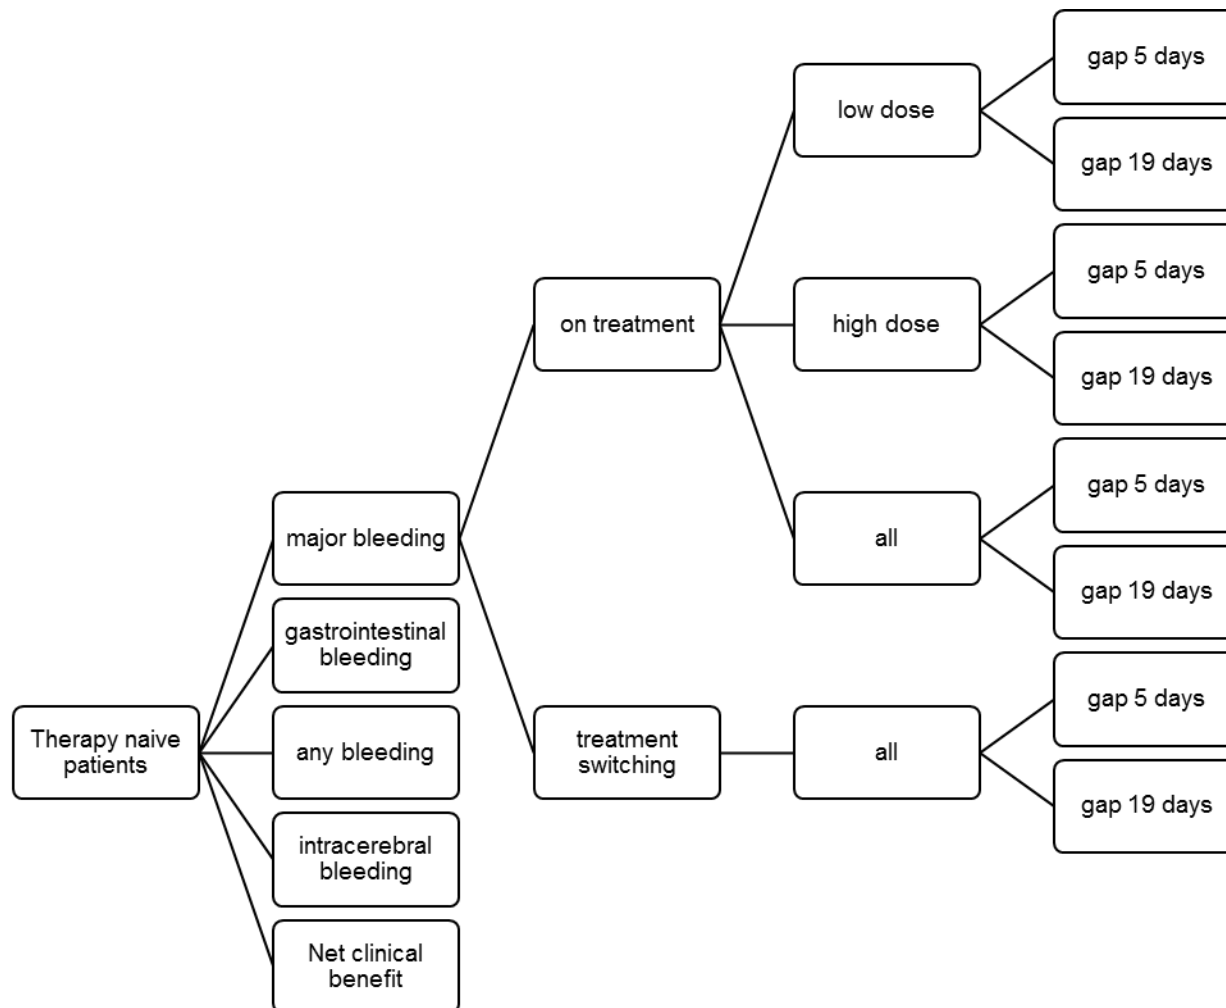 Therapy naive
patients
major bleeding
gastrointestinal
bleeding
any bleeding
intracerebral
bleeding
Net clinical
benefit
on treatment
treatment
switching
low dose
high dose
all
all
gap 5 days
gap 19 days
gap 5 days
gap 19 days
gap 5 days
gap 19 days
gap 5 days
gap 19 days